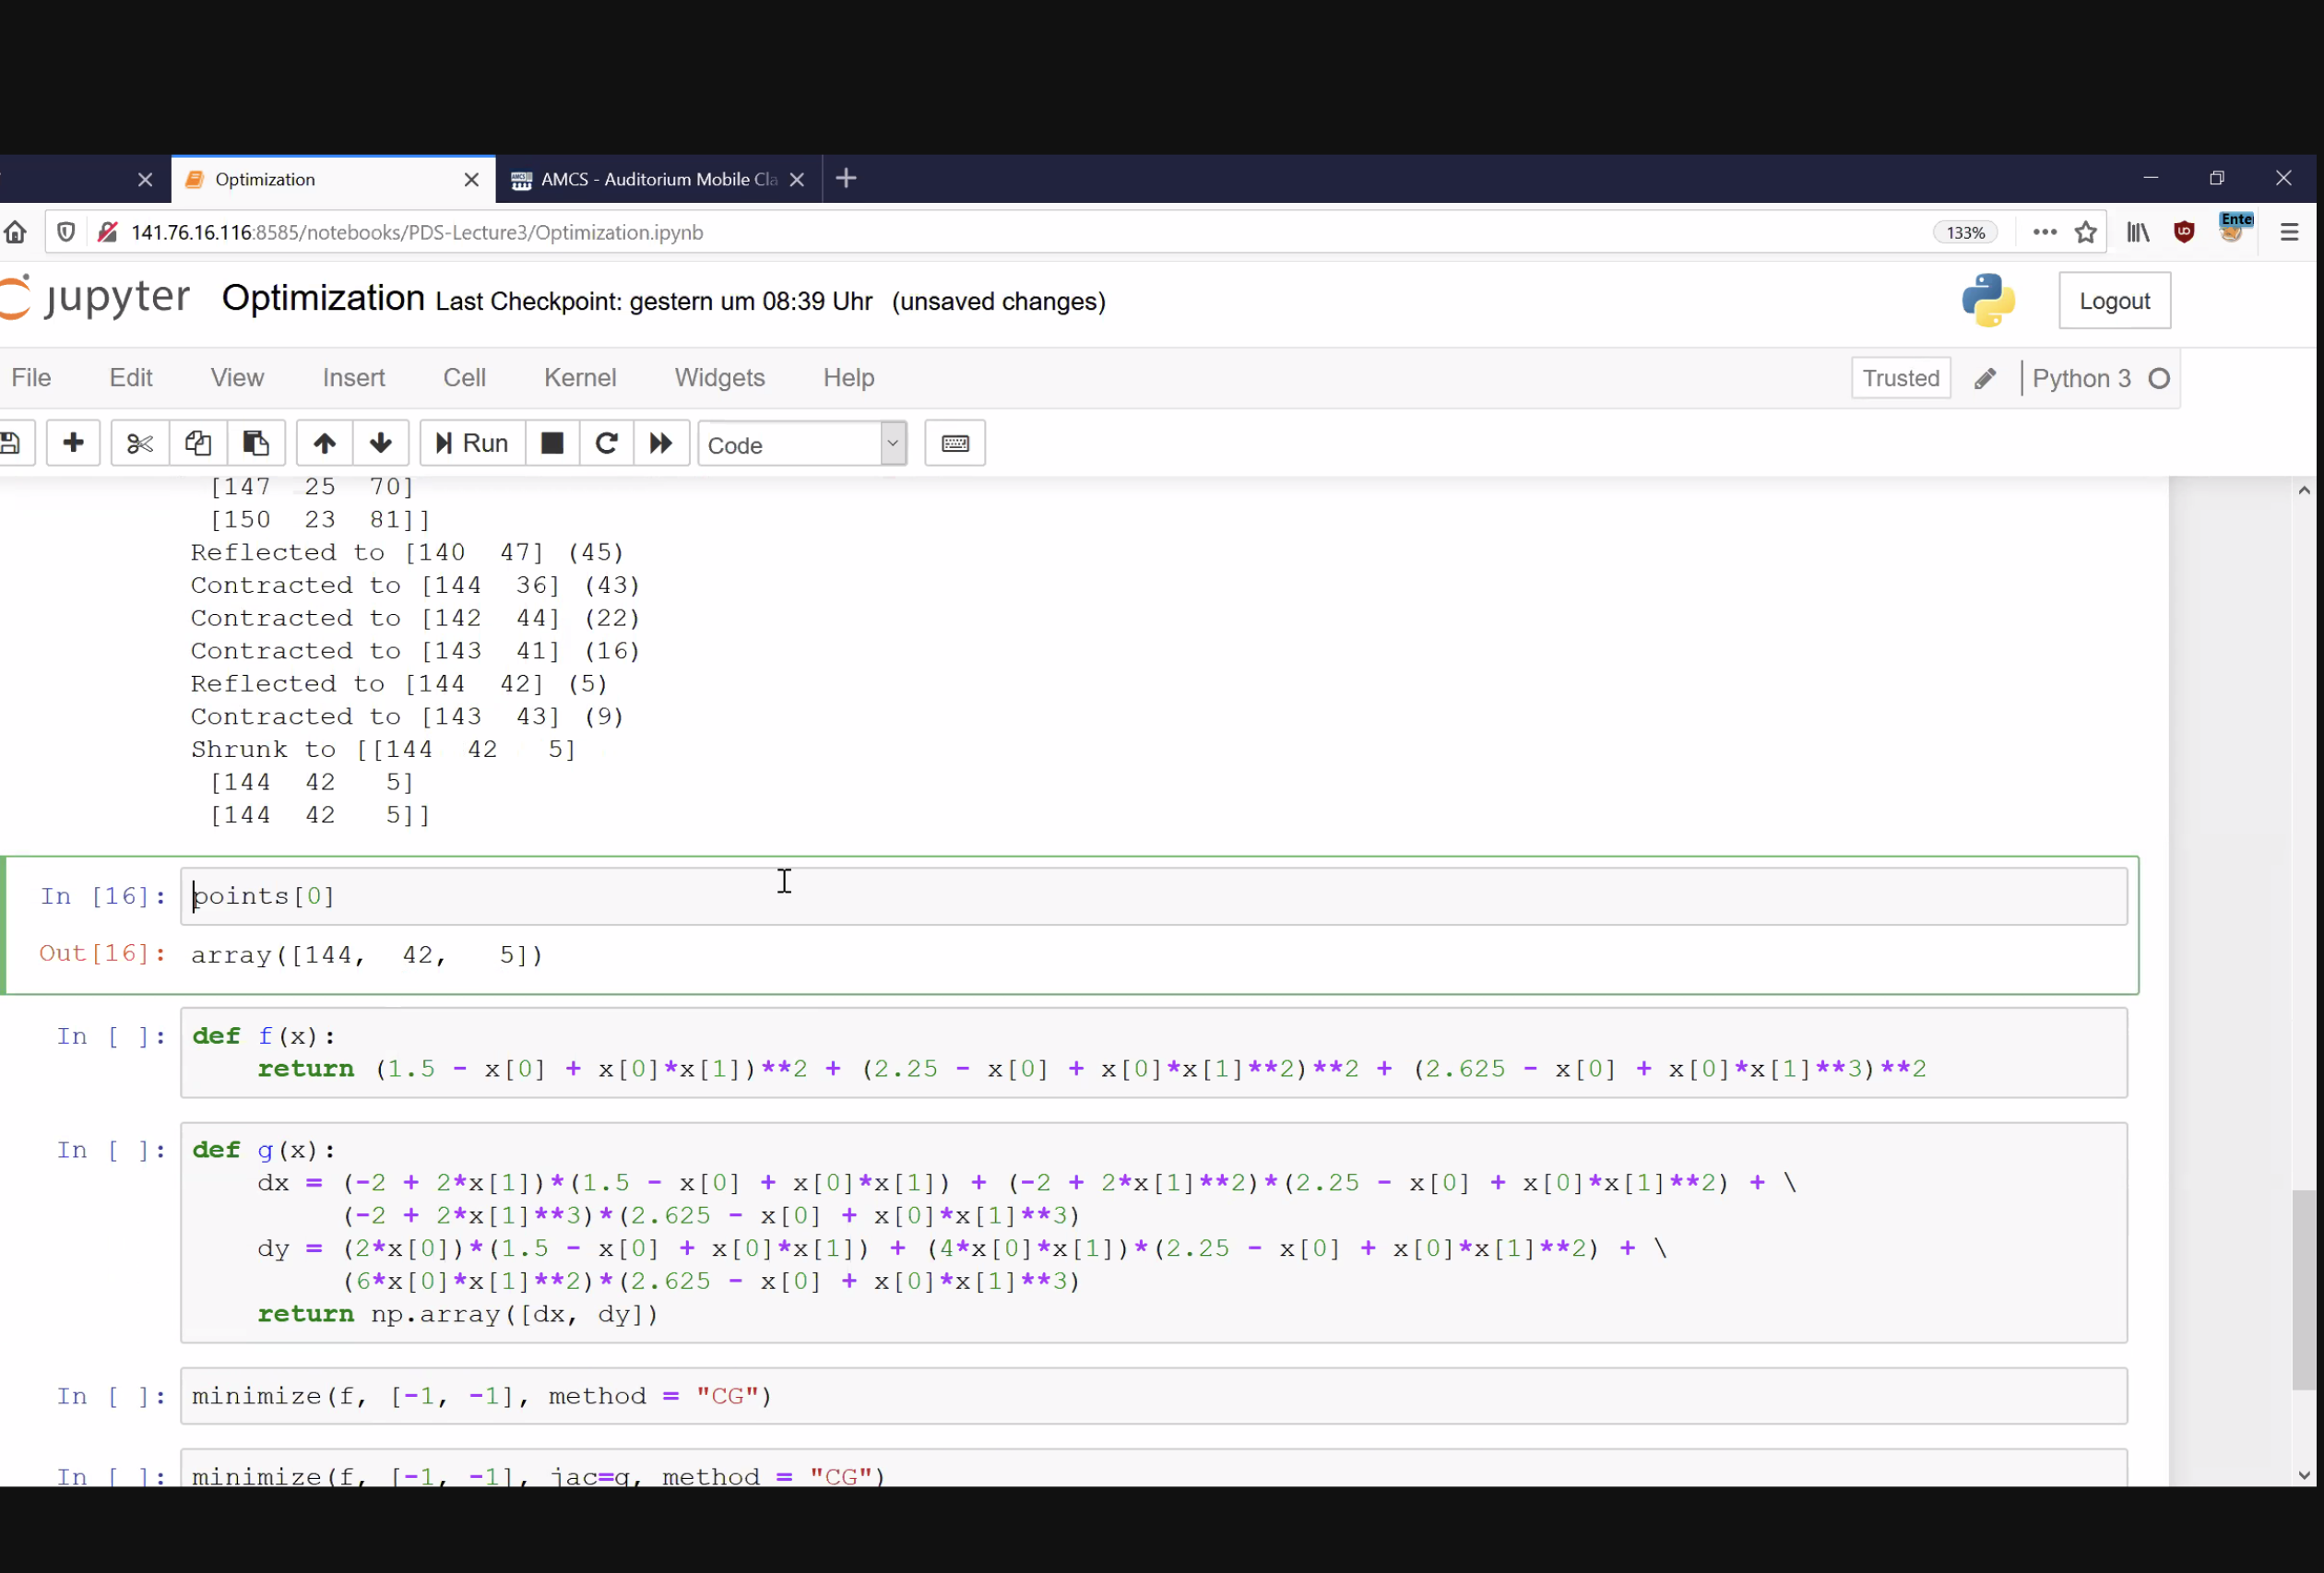 Optimization
AMCS - Auditorium Mobile Cla
141.76.16.116:8585/notebooks/PDS-Lecture3/Optimization.ipynb
133%
Ente
jupyter Optimization Last Checkpoint: gestern um 08:39 Uhr (unsaved changes)
Logout
File Edit View Insert Cell Kernel Widgets Help
Trusted
Python 3
Run
Code
[147 25 70]
[150 23 81]]
Reflected to [140 47] (45)
Contracted to [144 36] (43)
Contracted to [142 44] (22)
Contracted to [143 41] (16)
Reflected to [144 42] (5)
Contracted to [143 43] (9)
Shrunk to [[144 42 5]
[144 42 5]
[144 42 5]]
In [16]: points[0]
Out[16]: array([144, 42, 5])
In [ ]: def f(x):
return (1.5 - x[0] + x[0]*x[1])**2 + (2.25 - x[0] + x[0]*x[1]**2)**2 + (2.625 - x[0] + x[0]*x[1]**3)**2
In [ ]: def g(x):
dx = (-2 + 2*x[1])*(1.5 - x[0] + x[0]*x[1]) + (-2 + 2*x[1]**2)*(2.25 - x[0] + x[0]*x[1]**2) + \
(-2 + 2*x[1]**3)*(2.625 - x[0] + x[0]*x[1]**3)
dy = (2*x[0])*(1.5 - x[0] + x[0]*x[1]) + (4*x[0]*x[1])*(2.25 - x[0] + x[0]*x[1]**2) + \
(6*x[0]*x[1]**2)*(2.625 - x[0] + x[0]*x[1]**3)
return np.array([dx, dy])
In [ ]: minimize(f, [-1, -1], method = "CG")
In [ ]: minimize(f, [-1, -1], jac=g, method = "CG")